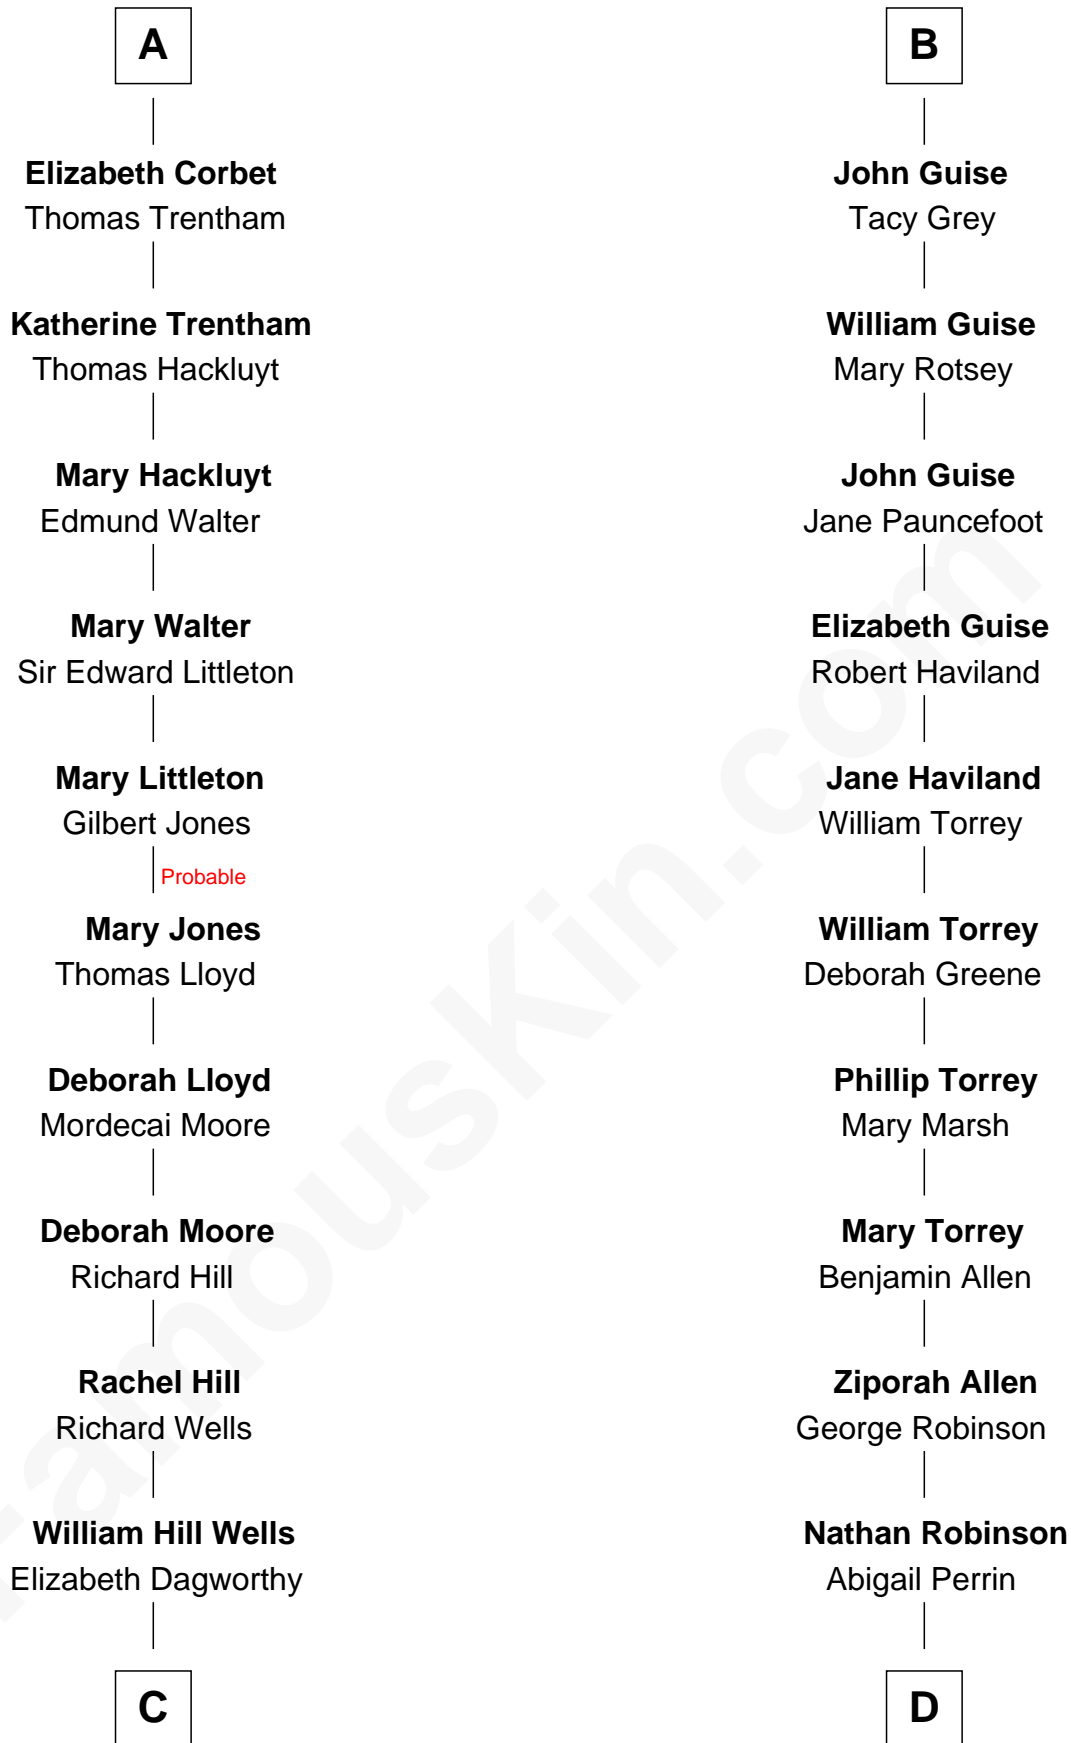 A
Elizabeth Corbet
Thomas Trentham
Katherine Trentham
Thomas Hackluyt
Mary Hackluyt
Edmund Walter
Mary Walter
Sir Edward Littleton
Mary Littleton
Gilbert Jones
Probable
Mary Jones
Thomas Lloyd
Deborah Lloyd
Mordecai Moore
Deborah Moore
Richard Hill
Rachel Hill
Richard Wells
William Hill Wells
Elizabeth Dagworthy
C
B
John Guise
Tacy Grey
William Guise
Mary Rotsey
John Guise
Jane Pauncefoot
Elizabeth Guise
Robert Haviland
Jane Haviland
William Torrey
William Torrey
Deborah Greene
Phillip Torrey
Mary Marsh
Mary Torrey
Benjamin Allen
Ziporah Allen
George Robinson
Nathan Robinson
Abigail Perrin
D
FamousKin.com